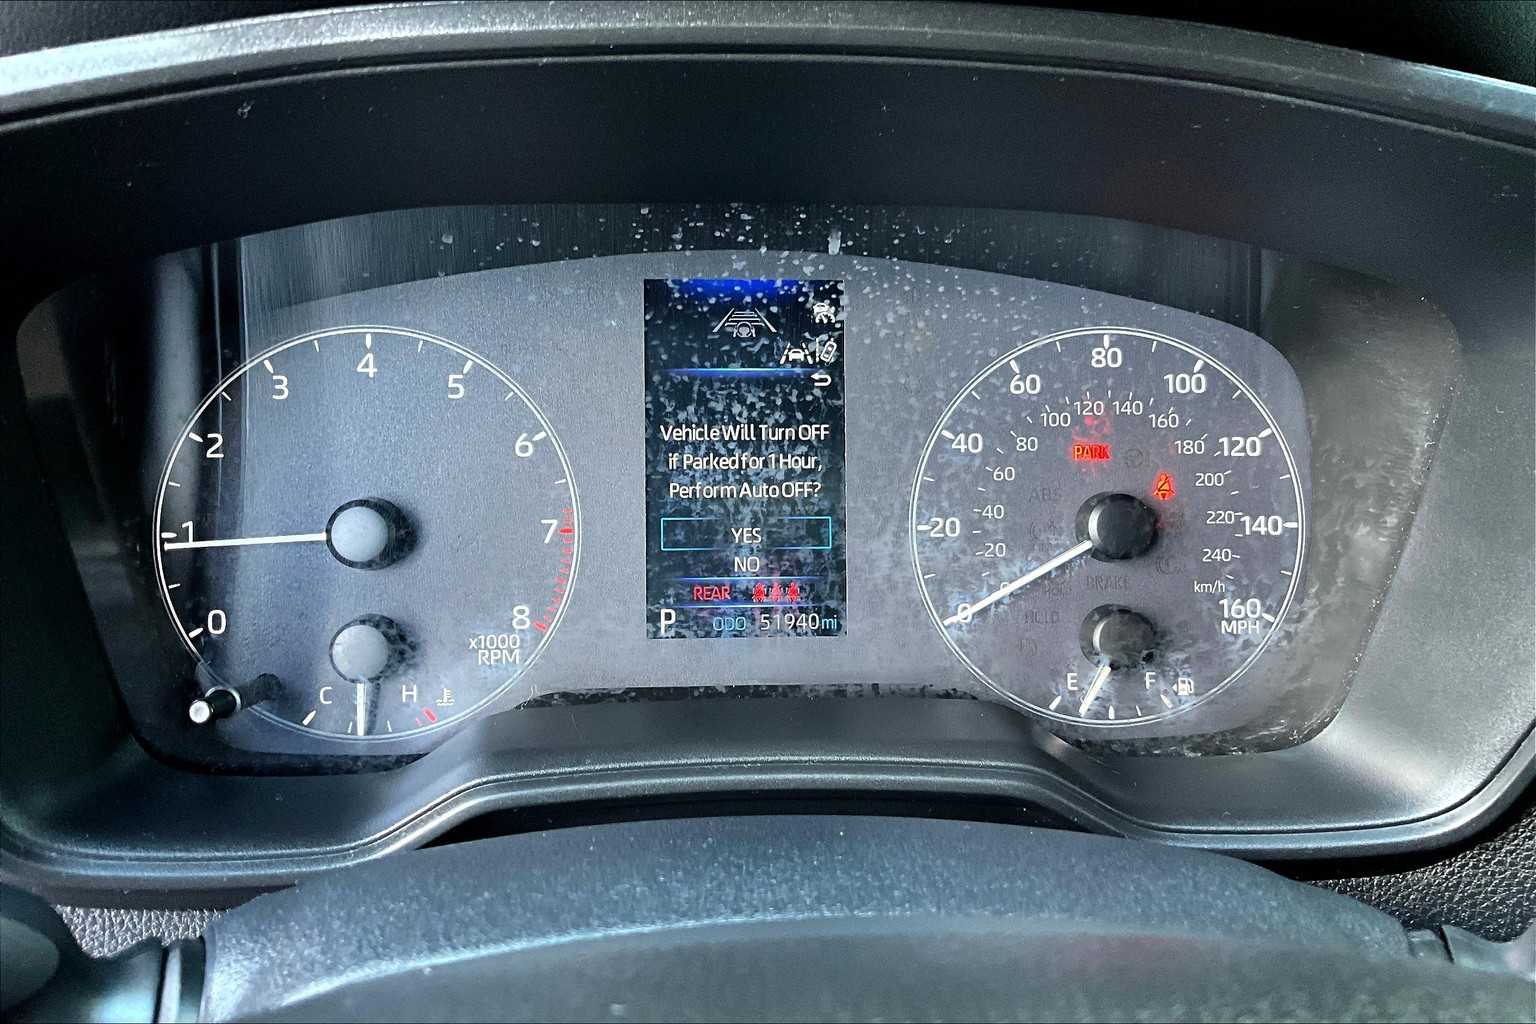 4
3
5
2
6
1
7
0
8
x1000
RPM
C
H
Vehicle Will Turn OFF
if Parked for 1 Hour,
Perform Auto OFF?
YES
NO
REAR
P
ODO 51940 mi
80
60
100
40
120
20
140
0
160
MPH
120
100
140
80
160
60
180
40
200
20
220
240
km/h
PARK
ABS
BRAKE
HOLD
E
F